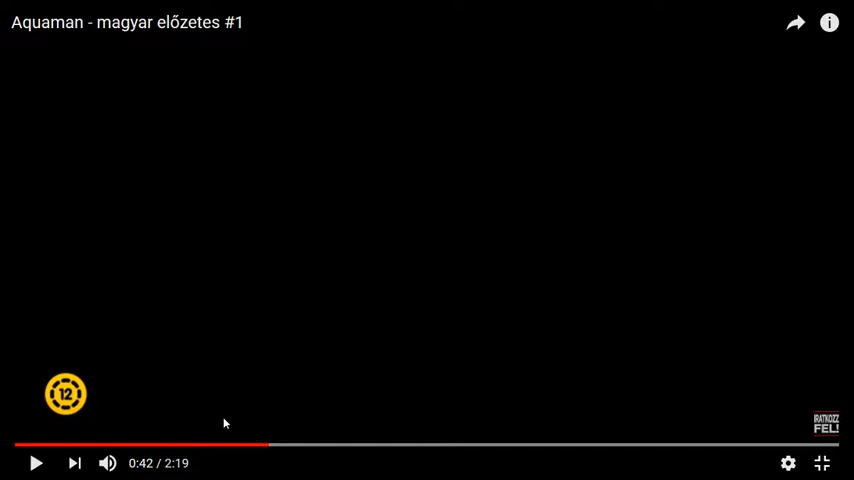 Aquaman - magyar előzetes #1
12
IRATKOZZ
FEL!
0:42 / 2:19